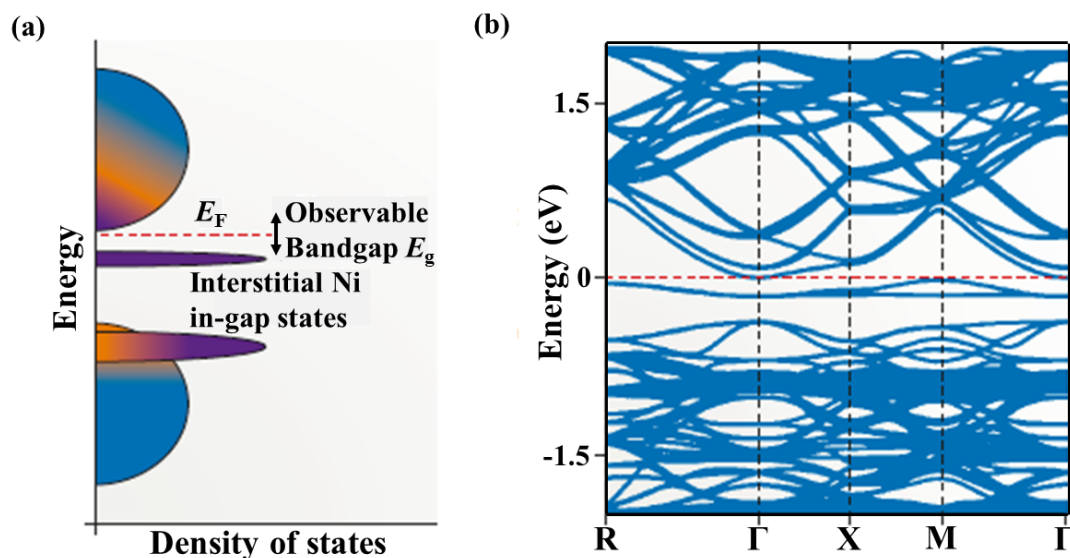 (a)
Energy
E_F
Observable
Bandgap E_g
Interstitial Ni
in-gap states
Density of states
(b)
Energy (eV)
1.5
0
-1.5
R Γ X M Γ